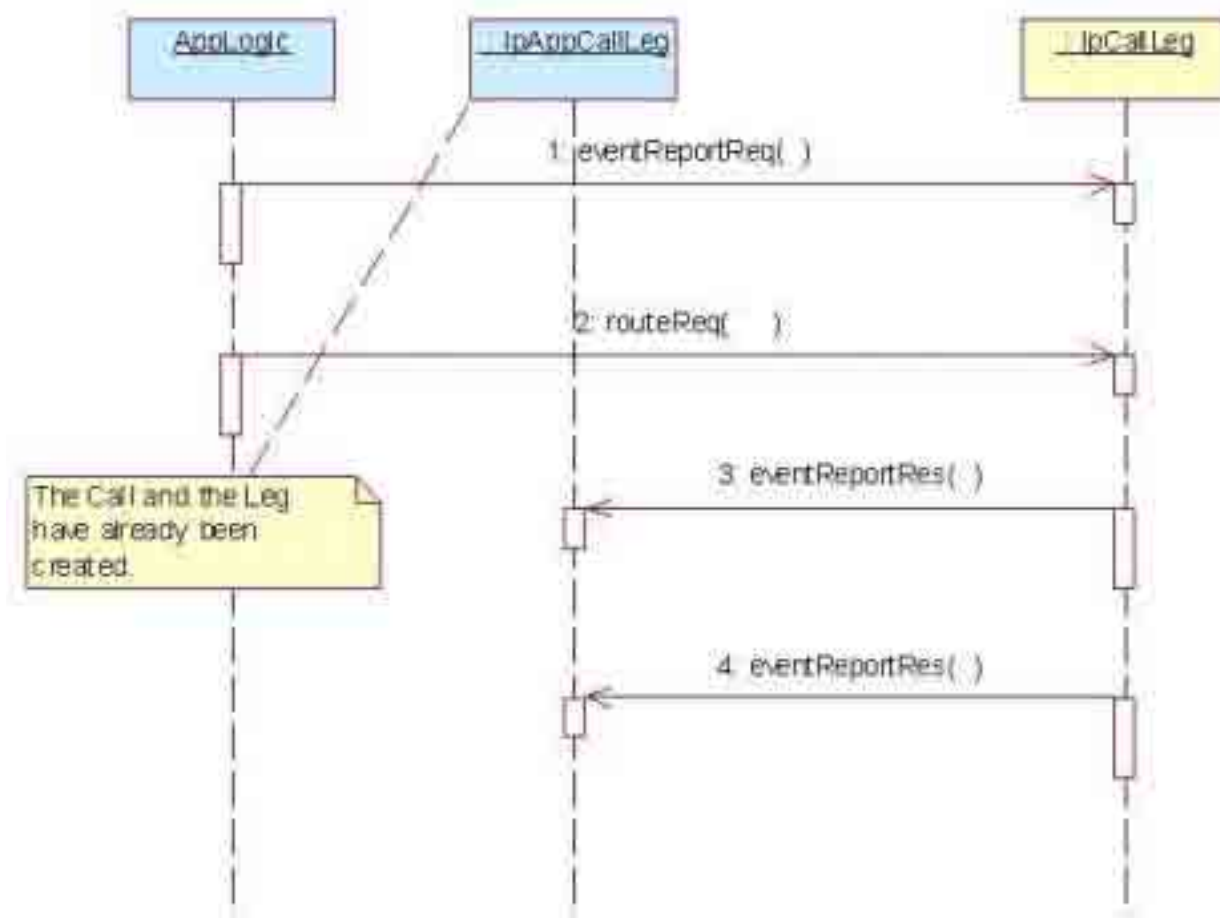 AppLogic
: IpAppCallLeg
: IpCallLeg
1: eventReportReq( )
2: routeReq( )
3: eventReportRes( )
The Call and the Leg
have already been
created.
4: eventReportRes( )